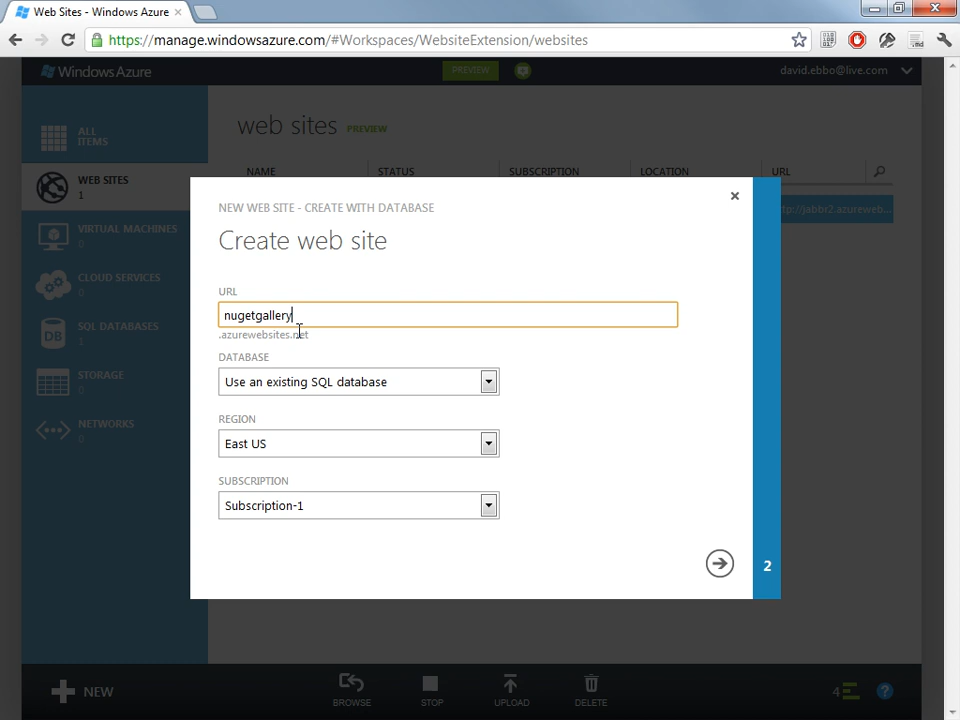 Web Sites - Windows Azure
https://manage.windowsazure.com/#Workspaces/WebsiteExtension/websites
Windows Azure
PREVIEW
david.ebbo@live.com
ALL ITEMS
WEB SITES
1
VIRTUAL MACHINES
0
CLOUD SERVICES
0
SQL DATABASES
1
STORAGE
0
NETWORKS
0
web sites PREVIEW
NAME STATUS SUBSCRIPTION LOCATION URL
tp://jabbr2.azureweb...
NEW WEB SITE - CREATE WITH DATABASE
Create web site
URL
nugetgallery
.azurewebsites.net
DATABASE
Use an existing SQL database
REGION
East US
SUBSCRIPTION
Subscription-1
2
NEW
BROWSE
STOP
UPLOAD
DELETE
4
?